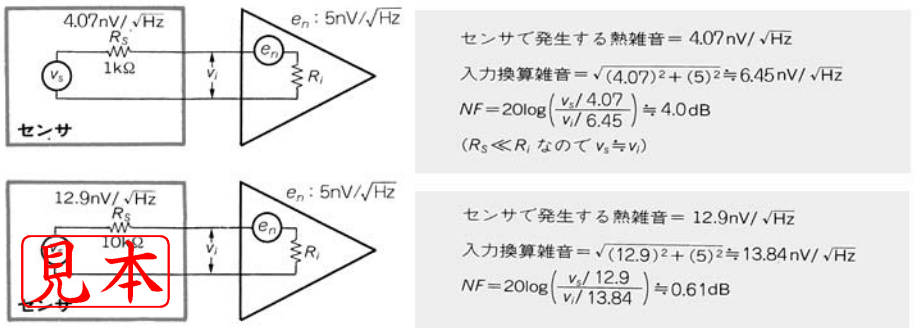 4.07nV/√Hz
R_S
1kΩ
v_s
センサ
v_i
e_n : 5nV/√Hz
e_n
R_i
センサで発生する熱雑音= 4.07nV/√Hz
入力換算雑音=√(4.07)²+(5)²≒6.45nV/√Hz
NF=20log(v_s/4.07 / v_i/6.45)≒4.0dB
(R_S≪R_i なので v_s≒v_i)
12.9nV/√Hz
R_S
10kΩ
v_s
センサ
見本
v_i
e_n : 5nV/√Hz
e_n
R_i
センサで発生する熱雑音= 12.9nV/√Hz
入力換算雑音=√(12.9)²+(5)²≒13.84nV/√Hz
NF=20log(v_s/12.9 / v_i/13.84)≒0.61dB